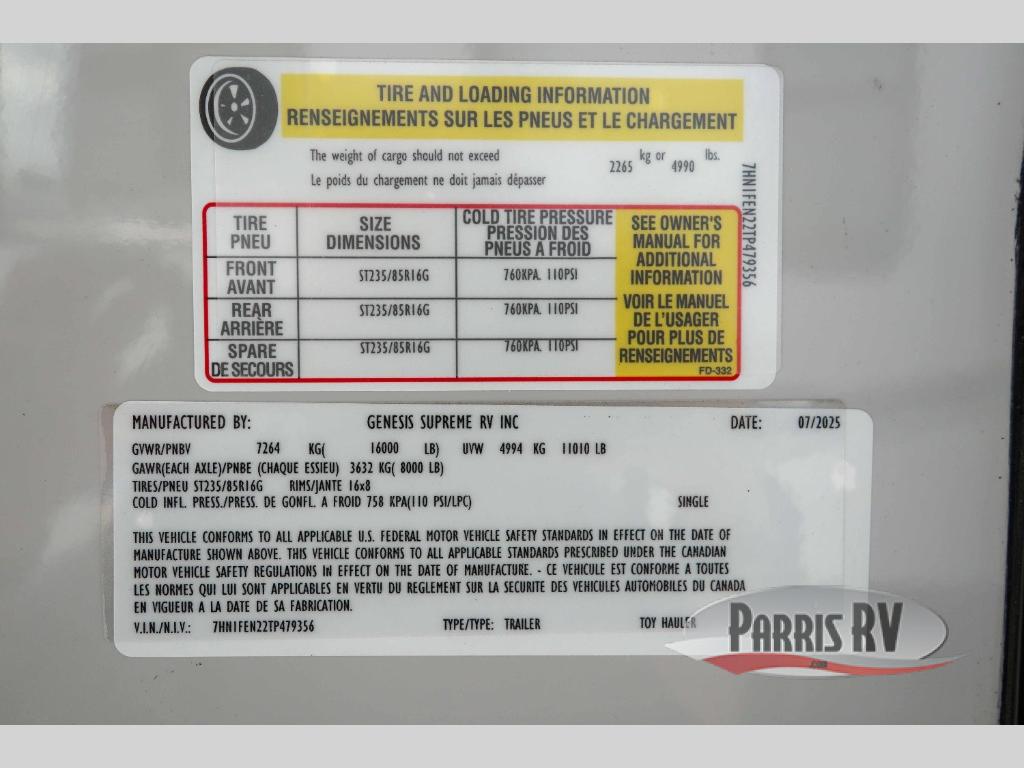 TIRE AND LOADING INFORMATION
RENSEIGNEMENTS SUR LES PNEUS ET LE CHARGEMENT
The weight of cargo should not exceed 2265 kg or 4990 lbs.
Le poids du chargement ne doit jamais dépasser
TIRE PNEU SIZE DIMENSIONS COLD TIRE PRESSURE PRESSION DES PNEUS A FROID
FRONT AVANT ST235/85R16G 760KPA. 110PSI
REAR ARRIÈRE ST235/85R16G 760KPA. 110PSI
SPARE DE SECOURS ST235/85R16G 760KPA. 110PSI
SEE OWNER'S
MANUAL FOR
ADDITIONAL
INFORMATION
VOIR LE MANUEL
DE L'USAGER
POUR PLUS DE
RENSEIGNEMENTS
FD-332
7HN1FEN22TP479356
MANUFACTURED BY: GENESIS SUPREME RV INC DATE: 07/2025
GVWR/PNBV 7264 KG( 16000 LB) UVW 4994 KG 11010 LB
GAWR(EACH AXLE)/PNBE (CHAQUE ESSIEU) 3632 KG( 8000 LB)
TIRES/PNEU ST235/85R16G RIMS/JANTE 16x8
COLD INFL. PRESS./PRESS. DE GONFL. A FROID 758 KPA(110 PSI/LPC) SINGLE
THIS VEHICLE CONFORMS TO ALL APPLICABLE U.S. FEDERAL MOTOR VEHICLE SAFETY STANDARDS IN EFFECT ON THE DATE OF
MANUFACTURE SHOWN ABOVE. THIS VEHICLE CONFORMS TO ALL APPLICABLE STANDARDS PRESCRIBED UNDER THE CANADIAN
MOTOR VEHICLE SAFETY REGULATIONS IN EFFECT ON THE DATE OF MANUFACTURE. - CE VEHICULE EST CONFORME A TOUTES
LES NORMES QUI LUI SONT APPLICABLES EN VERTU DU REGLEMENT SUR LA SECURITE DES VEHICULES AUTOMOBILES DU CANADA
EN VIGUEUR A LA DATE DE SA FABRICATION.
V.I.N./N.I.V.: 7HN1FEN22TP479356 TYPE/TYPE: TRAILER TOY HAULER
PARRIS RV
.com